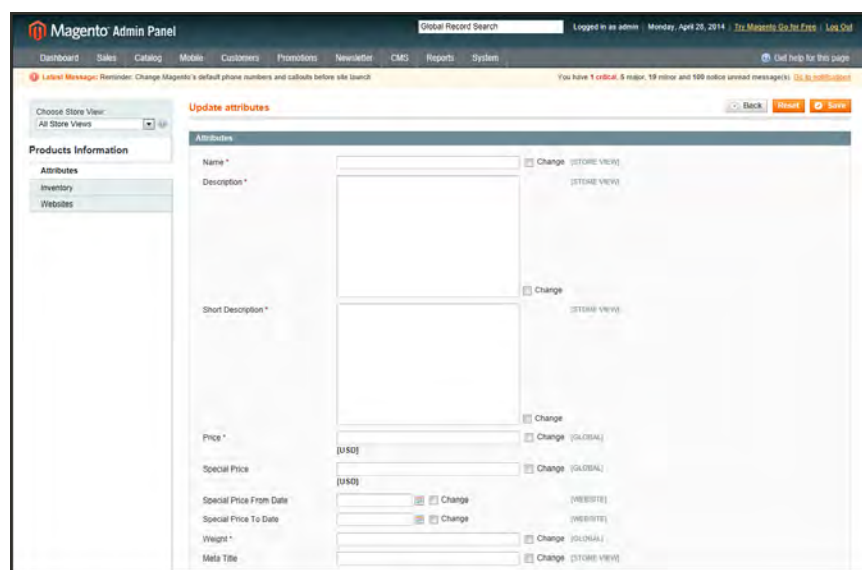 Magento Admin Panel
Global Record Search
Logged in as admin | Monday, April 28, 2014 | Try Magento Go for Free | Log Out
Dashboard Sales Catalog Mobile Customers Promotions Newsletter CMS Reports System
Get help for this page
Latest Message: Reminder: Change Magento's default phone numbers and callouts before site launch
You have 1 critical, 5 major, 19 minor and 100 notice unread message(s). Go to notifications
Choose Store View:
All Store Views
Products Information
Attributes
Inventory
Websites
Update attributes
Back Reset Save
Attributes
Name * Change [STORE VIEW]
Description * [STORE VIEW]
Change
Short Description * [STORE VIEW]
Change
Price * Change [GLOBAL]
[USD]
Special Price Change [GLOBAL]
[USD]
Special Price From Date Change [WEBSITE]
Special Price To Date Change [WEBSITE]
Weight * Change [GLOBAL]
Meta Title Change [STORE VIEW]